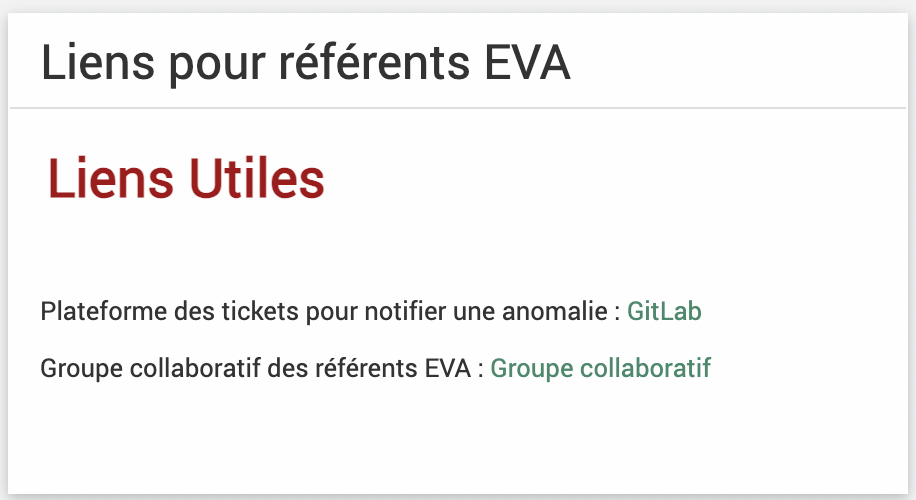 Liens pour référents EVA
Liens Utiles
Plateforme des tickets pour notifier une anomalie : GitLab
Groupe collaboratif des référents EVA : Groupe collaboratif